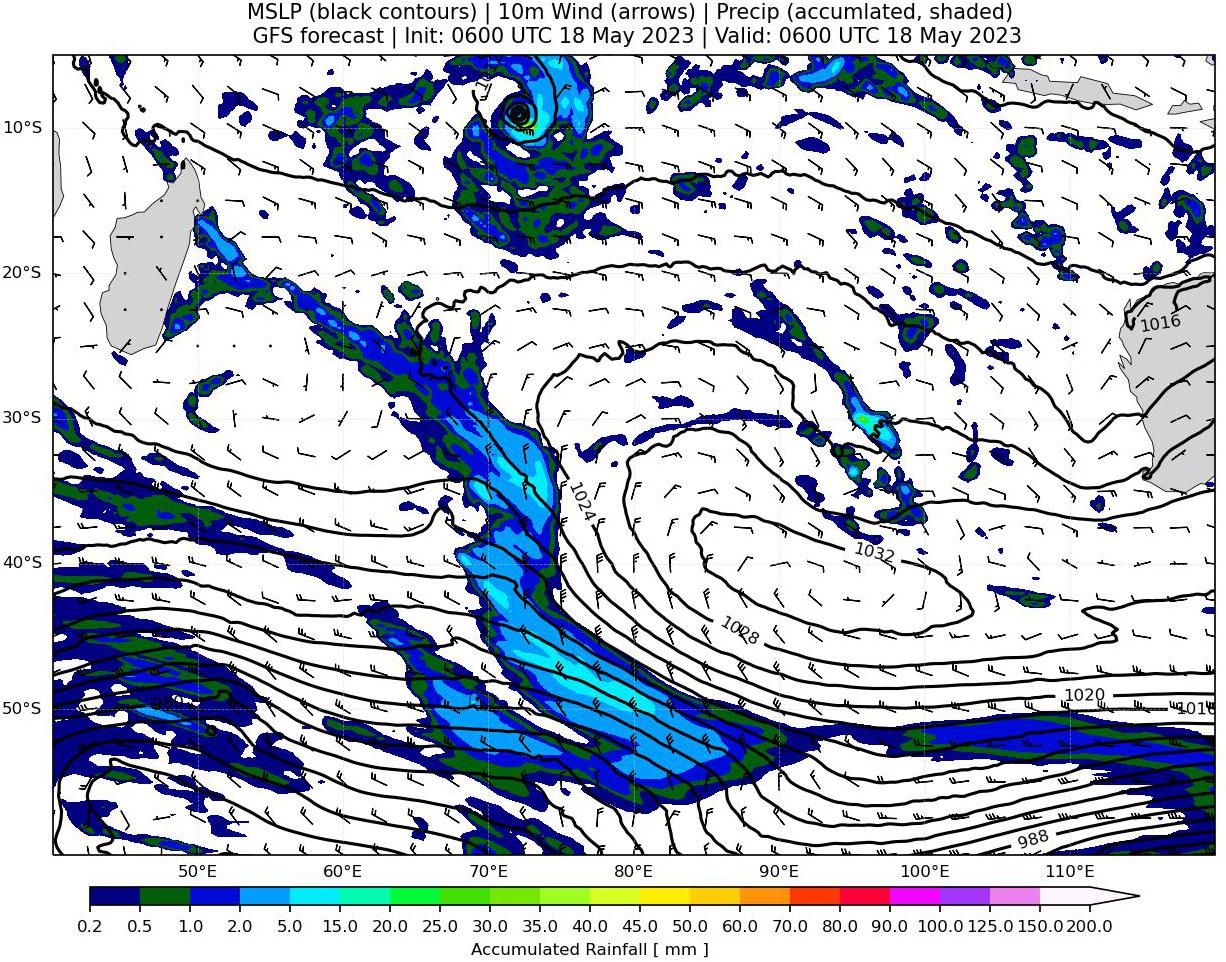 MSLP (black contours) | 10m Wind (arrows) | Precip (accumlated, shaded)
GFS forecast | Init: 0600 UTC 18 May 2023 | Valid: 0600 UTC 18 May 2023
10°S
20°S
1016
30°S
1024
1032
40°S
1028
1020
50°S
1016
988
50°E 60°E 70°E 80°E 90°E 100°E 110°E
0.2 0.5 1.0 2.0 5.0 10.0 15.0 20.0 25.0 30.0 35.0 40.0 45.0 50.0 60.0 70.0 80.0 90.0 100.0 125.0 150.0 200.0
Accumulated Rainfall [ mm ]